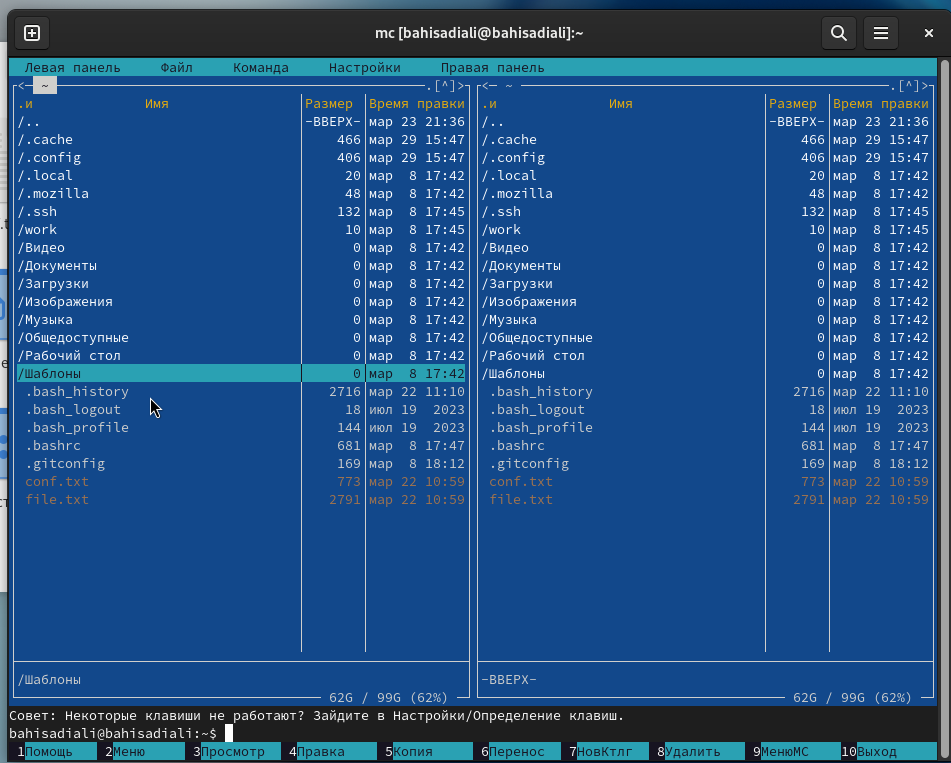 mc [bahisadiali@bahisadiali]:~
Левая панель Файл Команда Настройки Правая панель
<─ ~ .[^]> <─ ~ .[^]>
.и Имя Размер Время правки .и Имя Размер Время правки
/.. -ВВЕРХ- мар 23 21:36 /.. -ВВЕРХ- мар 23 21:36
/.cache 466 мар 29 15:47 /.cache 466 мар 29 15:47
/.config 406 мар 29 15:47 /.config 406 мар 29 15:47
/.local 20 мар 8 17:42 /.local 20 мар 8 17:42
/.mozilla 48 мар 8 17:42 /.mozilla 48 мар 8 17:42
/.ssh 132 мар 8 17:45 /.ssh 132 мар 8 17:45
/work 10 мар 8 17:45 /work 10 мар 8 17:45
/Видео 0 мар 8 17:42 /Видео 0 мар 8 17:42
/Документы 0 мар 8 17:42 /Документы 0 мар 8 17:42
/Загрузки 0 мар 8 17:42 /Загрузки 0 мар 8 17:42
/Изображения 0 мар 8 17:42 /Изображения 0 мар 8 17:42
/Музыка 0 мар 8 17:42 /Музыка 0 мар 8 17:42
/Общедоступные 0 мар 8 17:42 /Общедоступные 0 мар 8 17:42
/Рабочий стол 0 мар 8 17:42 /Рабочий стол 0 мар 8 17:42
/Шаблоны 0 мар 8 17:42 /Шаблоны 0 мар 8 17:42
.bash_history 2716 мар 22 11:10 .bash_history 2716 мар 22 11:10
.bash_logout 18 июл 19 2023 .bash_logout 18 июл 19 2023
.bash_profile 144 июл 19 2023 .bash_profile 144 июл 19 2023
.bashrc 681 мар 8 17:47 .bashrc 681 мар 8 17:47
.gitconfig 169 мар 8 18:12 .gitconfig 169 мар 8 18:12
conf.txt 773 мар 22 10:59 conf.txt 773 мар 22 10:59
file.txt 2791 мар 22 10:59 file.txt 2791 мар 22 10:59
/Шаблоны -ВВЕРХ-
62G / 99G (62%) 62G / 99G (62%)
Совет: Некоторые клавиши не работают? Зайдите в Настройки/Определение клавиш.
bahisadiali@bahisadiali:~$
1Помощь 2Меню 3Просмотр 4Правка 5Копия 6Перенос 7НовКтлг 8Удалить 9МенюМС 10Выход